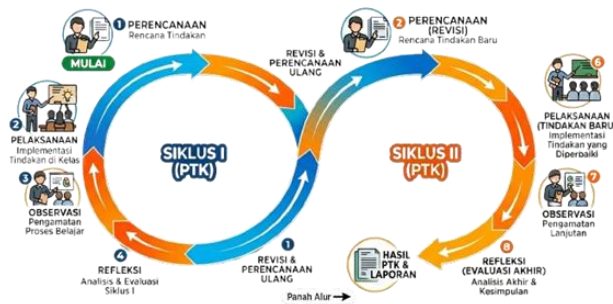 1 PERENCANAAN
Rencana Tindakan
MULAI
2
PELAKSANAAN
Implementasi
Tindakan di Kelas
3
OBSERVASI
Pengamatan
Proses Belajar
4
REFLEKSI
Analisis & Evaluasi
Siklus I
SIKLUS I
(PTK)
1
REVISI &
PERENCANAAN
ULANG
REVISI &
PERENCANAAN
ULANG
2 PERENCANAAN
(REVISI)
Rencana Tindakan Baru
6
PELAKSANAAN
(TINDAKAN BARU
Implementasi
Tindakan yang
Diperbaiki
7
OBSERVASI
Pengamatan
Lanjutan
8
REFLEKSI
(EVALUASI AKHIR)
Analisis Akhir &
Kesimpulan
SIKLUS II
(PTK)
HASIL
PTK &
LAPORAN
Panah Alur